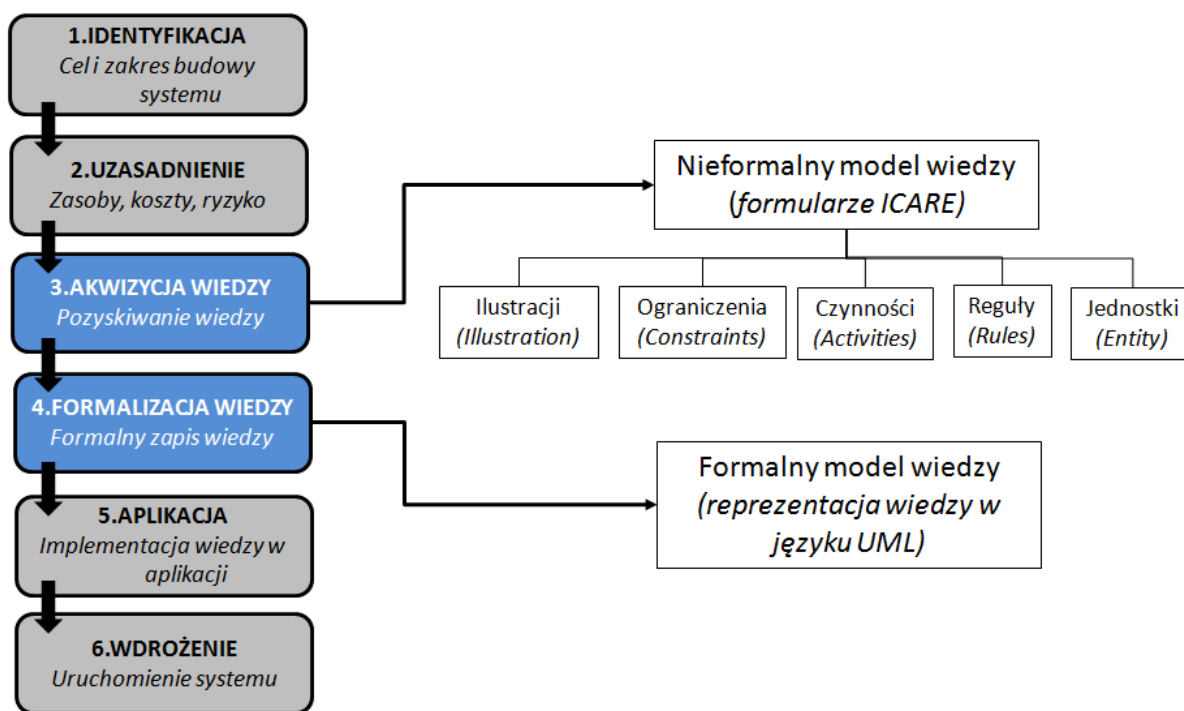 1.IDENTYFIKACJA
Cel i zakres budowy
systemu
2.UZASADNIENIE
Zasoby, koszty, ryzyko
3.AKWIZYCJA WIEDZY
Pozyskiwanie wiedzy
4.FORMALIZACJA WIEDZY
Formalny zapis wiedzy
5.APLIKACJA
Implementacja wiedzy w
aplikacji
6.WDROŻENIE
Uruchomienie systemu
Nieformalny model wiedzy
(formularze ICARE)
Ilustracji
(Illustration)
Ograniczenia
(Constraints)
Czynności
(Activities)
Reguły
(Rules)
Jednostki
(Entity)
Formalny model wiedzy
(reprezentacja wiedzy w
języku UML)